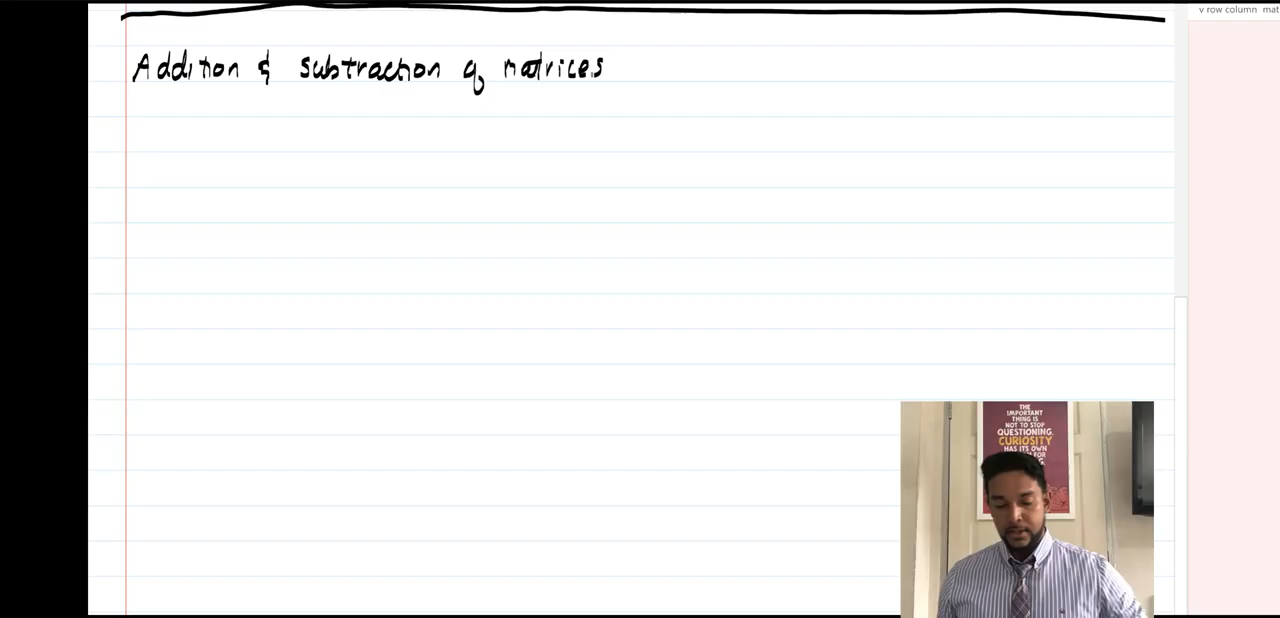 v row column mat
Addition & subtraction of matrices
THE
IMPORTANT
THING IS
NOT TO STOP
QUESTIONING.
CURIOSITY
HAS ITS OWN
FOR